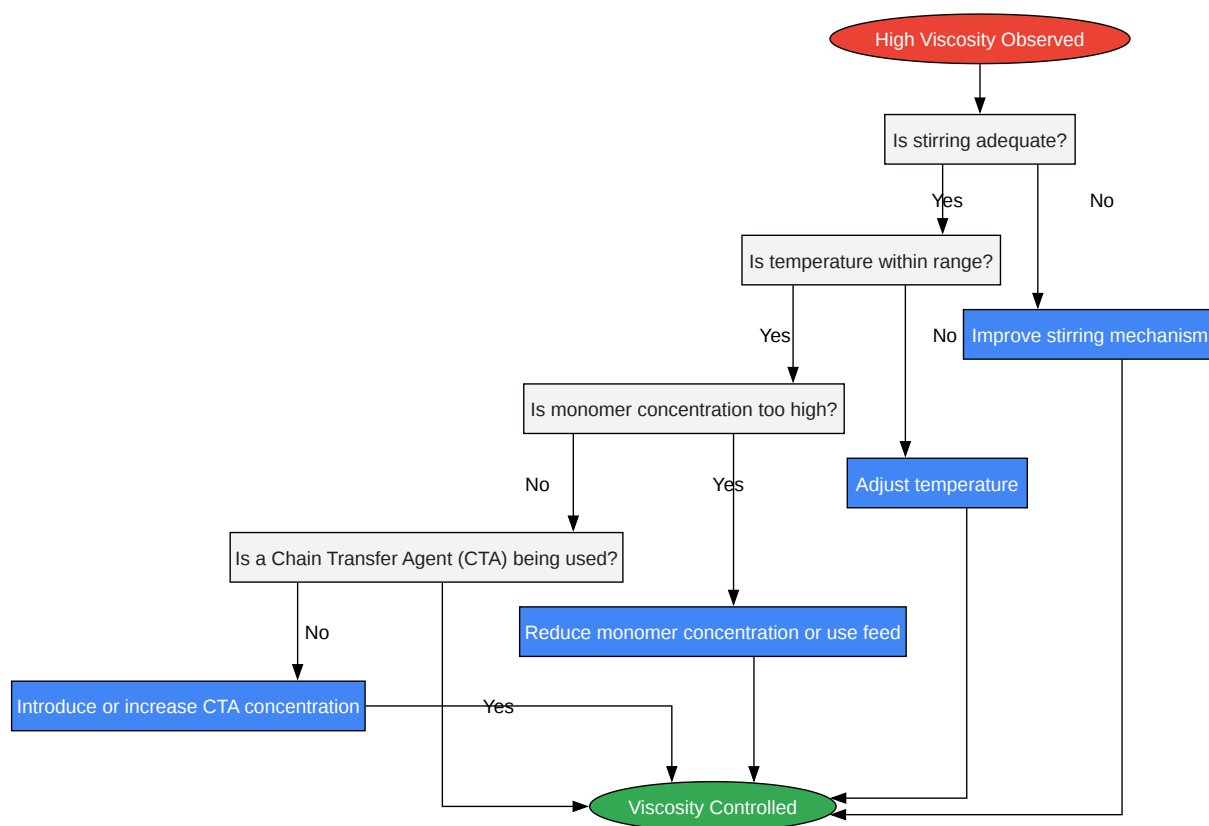 High Viscosity Observed
Is stirring adequate?
Yes
No
Is temperature within range?
Yes
No
Improve stirring mechanism
Is monomer concentration too high?
No
Yes
Adjust temperature
Is a Chain Transfer Agent (CTA) being used?
No
Reduce monomer concentration or use feed
Introduce or increase CTA concentration
Yes
Viscosity Controlled